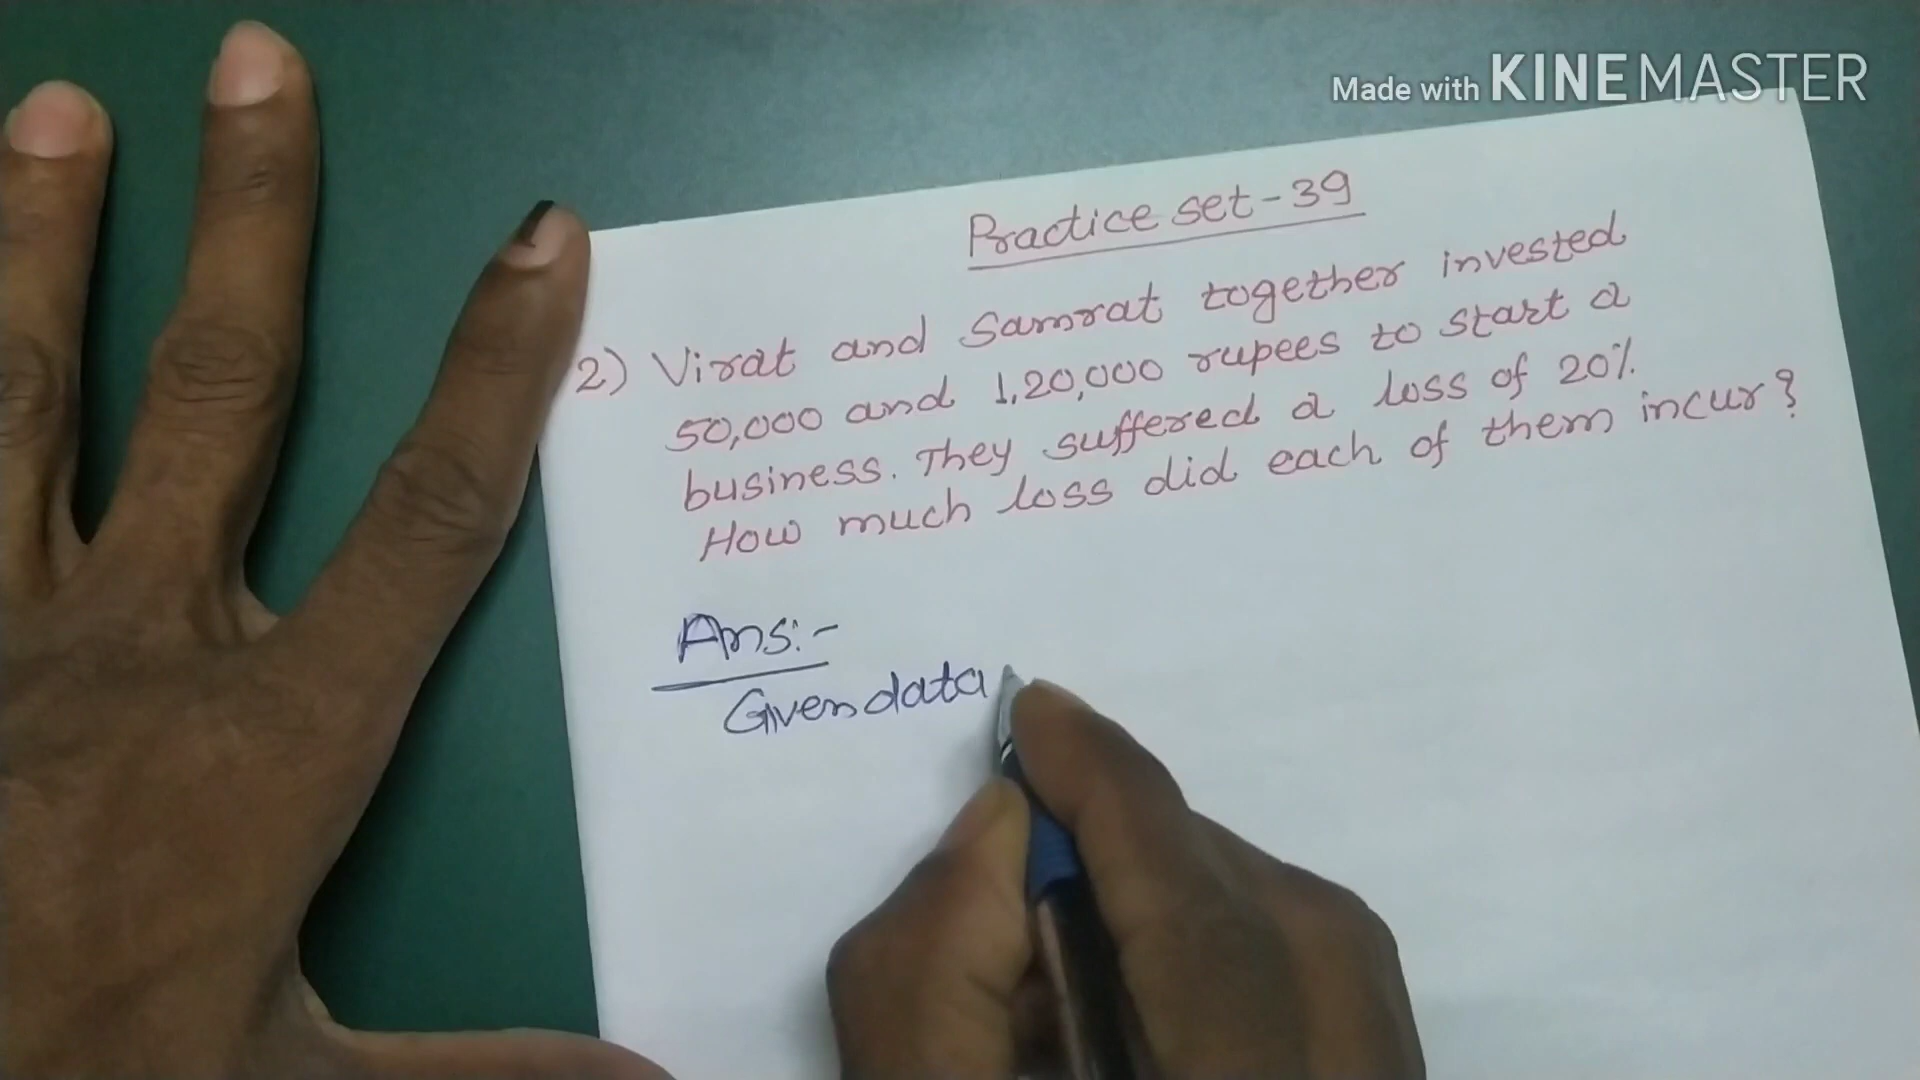 Made with KINEMASTER
Practice set-39
2) Virat and Samrat together invested
50,000 and 1,20,000 rupees to start a
business. They suffered a loss of 20%.
How much loss did each of them incur?
Ans:-
Given data